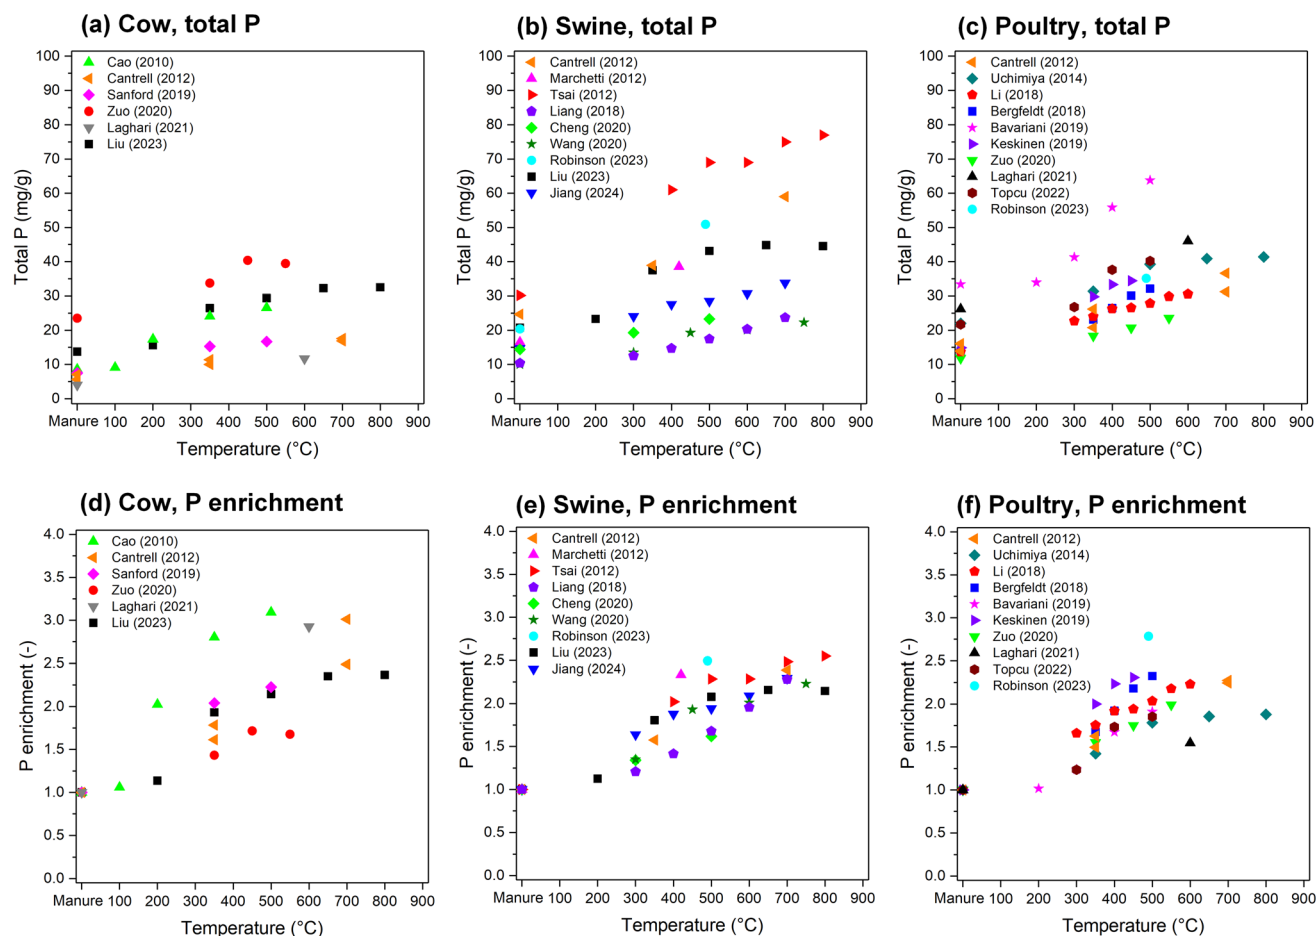 (a) Cow, total P
100
90
80
70
60
50
40
30
20
10
0
Total P (mg/g)
Cao (2010)
Cantrell (2012)
Sanford (2019)
Zuo (2020)
Laghari (2021)
Liu (2023)
Manure 100 200 300 400 500 600 700 800 900
Temperature (°C)
(b) Swine, total P
100
90
80
70
60
50
40
30
20
10
0
Total P (mg/g)
Cantrell (2012)
Marchetti (2012)
Tsai (2012)
Liang (2018)
Cheng (2020)
Wang (2020)
Robinson (2023)
Liu (2023)
Jiang (2024)
Manure 100 200 300 400 500 600 700 800 900
Temperature (°C)
(c) Poultry, total P
100
90
80
70
60
50
40
30
20
10
0
Total P (mg/g)
Cantrell (2012)
Uchimiya (2014)
Li (2018)
Bergfeldt (2018)
Bavariani (2019)
Keskinen (2019)
Zuo (2020)
Laghari (2021)
Topcu (2022)
Robinson (2023)
Manure 100 200 300 400 500 600 700 800 900
Temperature (°C)
(d) Cow, P enrichment
4.0
3.5
3.0
2.5
2.0
1.5
1.0
0.5
0.0
P enrichment (-)
Cao (2010)
Cantrell (2012)
Sanford (2019)
Zuo (2020)
Laghari (2021)
Liu (2023)
Manure 100 200 300 400 500 600 700 800 900
Temperature (°C)
(e) Swine, P enrichment
4.0
3.5
3.0
2.5
2.0
1.5
1.0
0.5
0.0
P enrichment (-)
Cantrell (2012)
Marchetti (2012)
Tsai (2012)
Liang (2018)
Cheng (2020)
Wang (2020)
Robinson (2023)
Liu (2023)
Jiang (2024)
Manure 100 200 300 400 500 600 700 800 900
Temperature (°C)
(f) Poultry, P enrichment
4.0
3.5
3.0
2.5
2.0
1.5
1.0
0.5
0.0
P enrichment (-)
Cantrell (2012)
Uchimiya (2014)
Li (2018)
Bergfeldt (2018)
Bavariani (2019)
Keskinen (2019)
Zuo (2020)
Laghari (2021)
Topcu (2022)
Robinson (2023)
Manure 100 200 300 400 500 600 700 800 900
Temperature (°C)